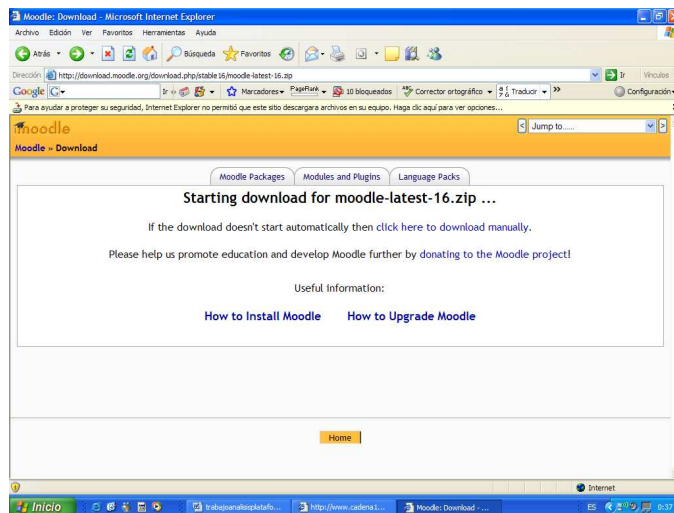 Moodle: Download - Microsoft Internet Explorer
Archivo Edición Ver Favoritos Herramientas Ayuda
Atrás Búsqueda Favoritos
Dirección http://download.moodle.org/download.php/stable16/moodle-latest-16.zip Ir Vínculos
Google G Ir Marcadores PageRank 10 bloqueados Corrector ortográfico Traducir Configuración
Para ayudar a proteger su seguridad, Internet Explorer no permitió que este sitio descargara archivos en su equipo. Haga clic aquí para ver opciones...
moodle Jump to......
Moodle » Download
Moodle Packages Modules and Plugins Language Packs
Starting download for moodle-latest-16.zip ...
If the download doesn't start automatically then click here to download manually.
Please help us promote education and develop Moodle further by donating to the Moodle project!
Useful information:
How to Install Moodle How to Upgrade Moodle
Home
Internet
Inicio trabajoanalisisplatafo... http://www.cadena1... Moodle: Download - ... ES 0:37